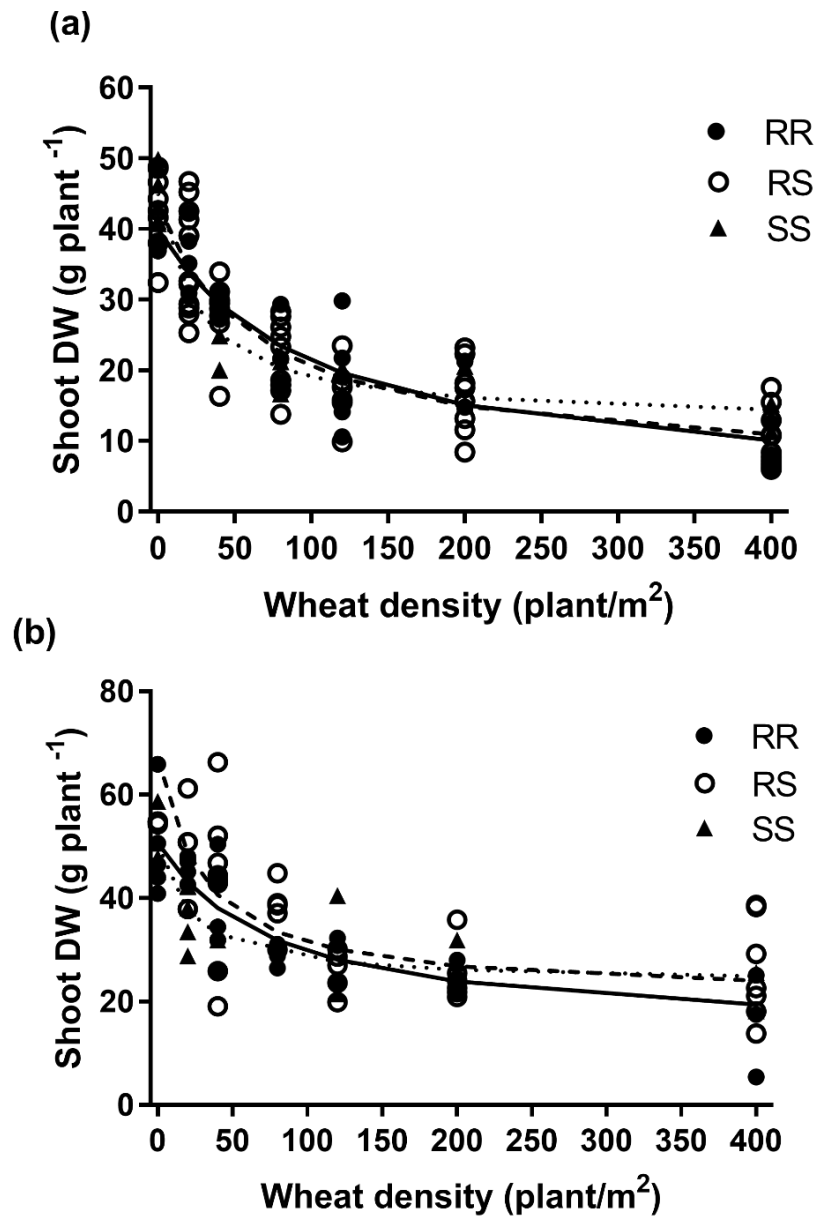 (a)
60
50
40
30
20
10
0
Shoot DW (g plant ⁻¹)
RR
RS
SS
0 50 100 150 200 250 300 350 400
Wheat density (plant/m²)
(b)
80
60
40
20
0
Shoot DW (g plant ⁻¹)
RR
RS
SS
0 50 100 150 200 250 300 350 400
Wheat density (plant/m²)